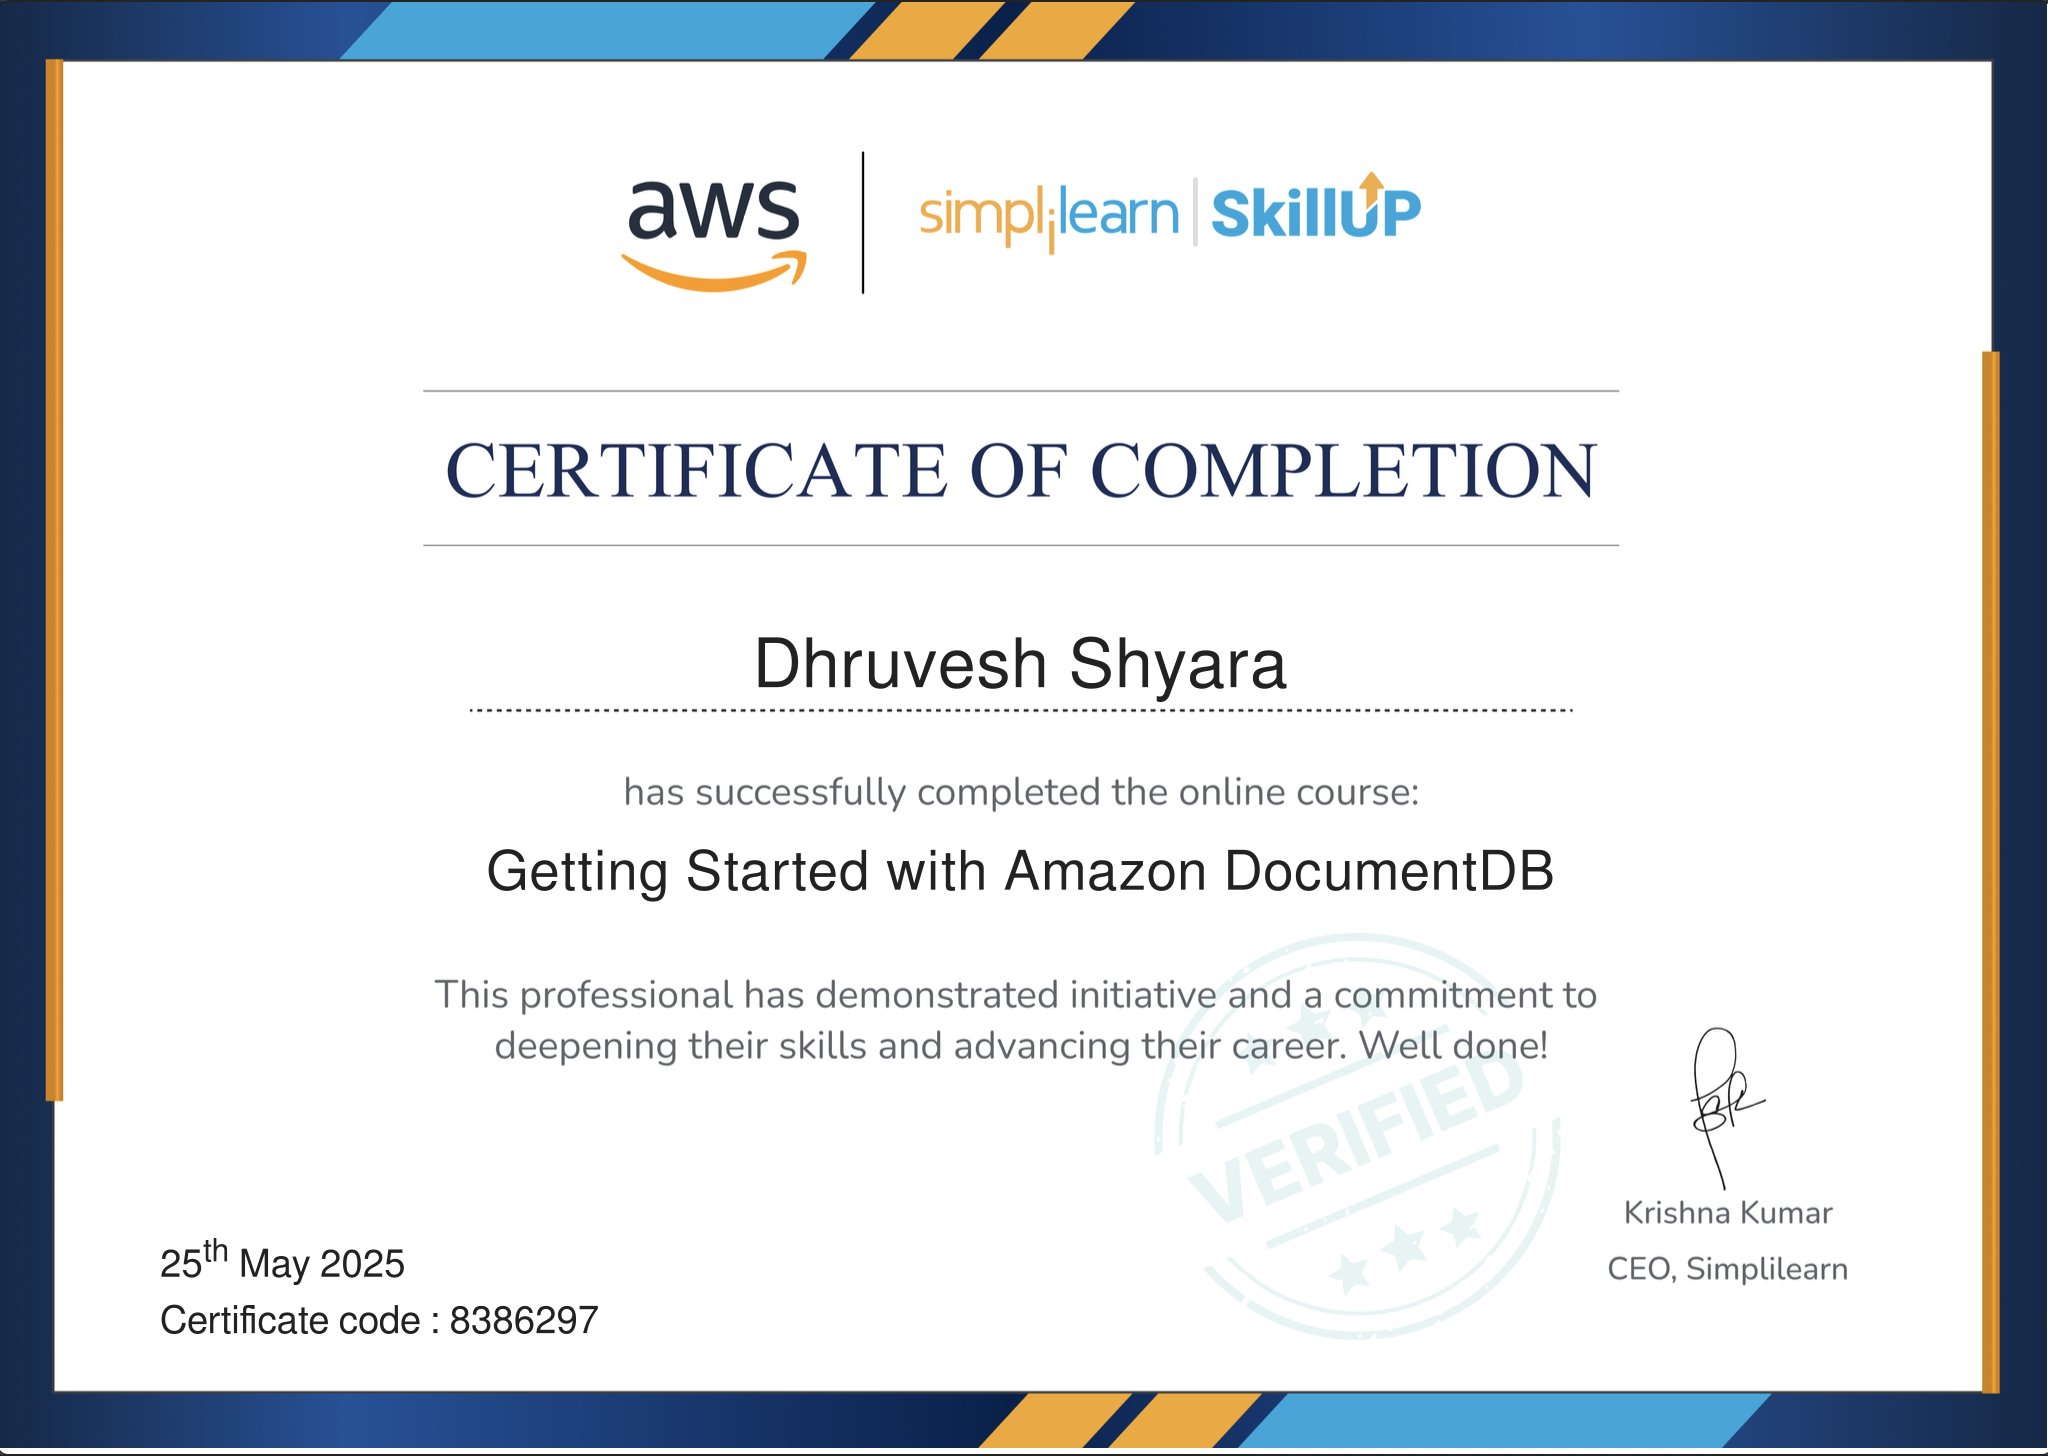 aws
simplilearn | SkillUP
CERTIFICATE OF COMPLETION
Dhruvesh Shyara
has successfully completed the online course:
Getting Started with Amazon DocumentDB
This professional has demonstrated initiative and a commitment to
deepening their skills and advancing their career. Well done!
VERIFIED
Krishna Kumar
CEO, Simplilearn
25th May 2025
Certificate code : 8386297